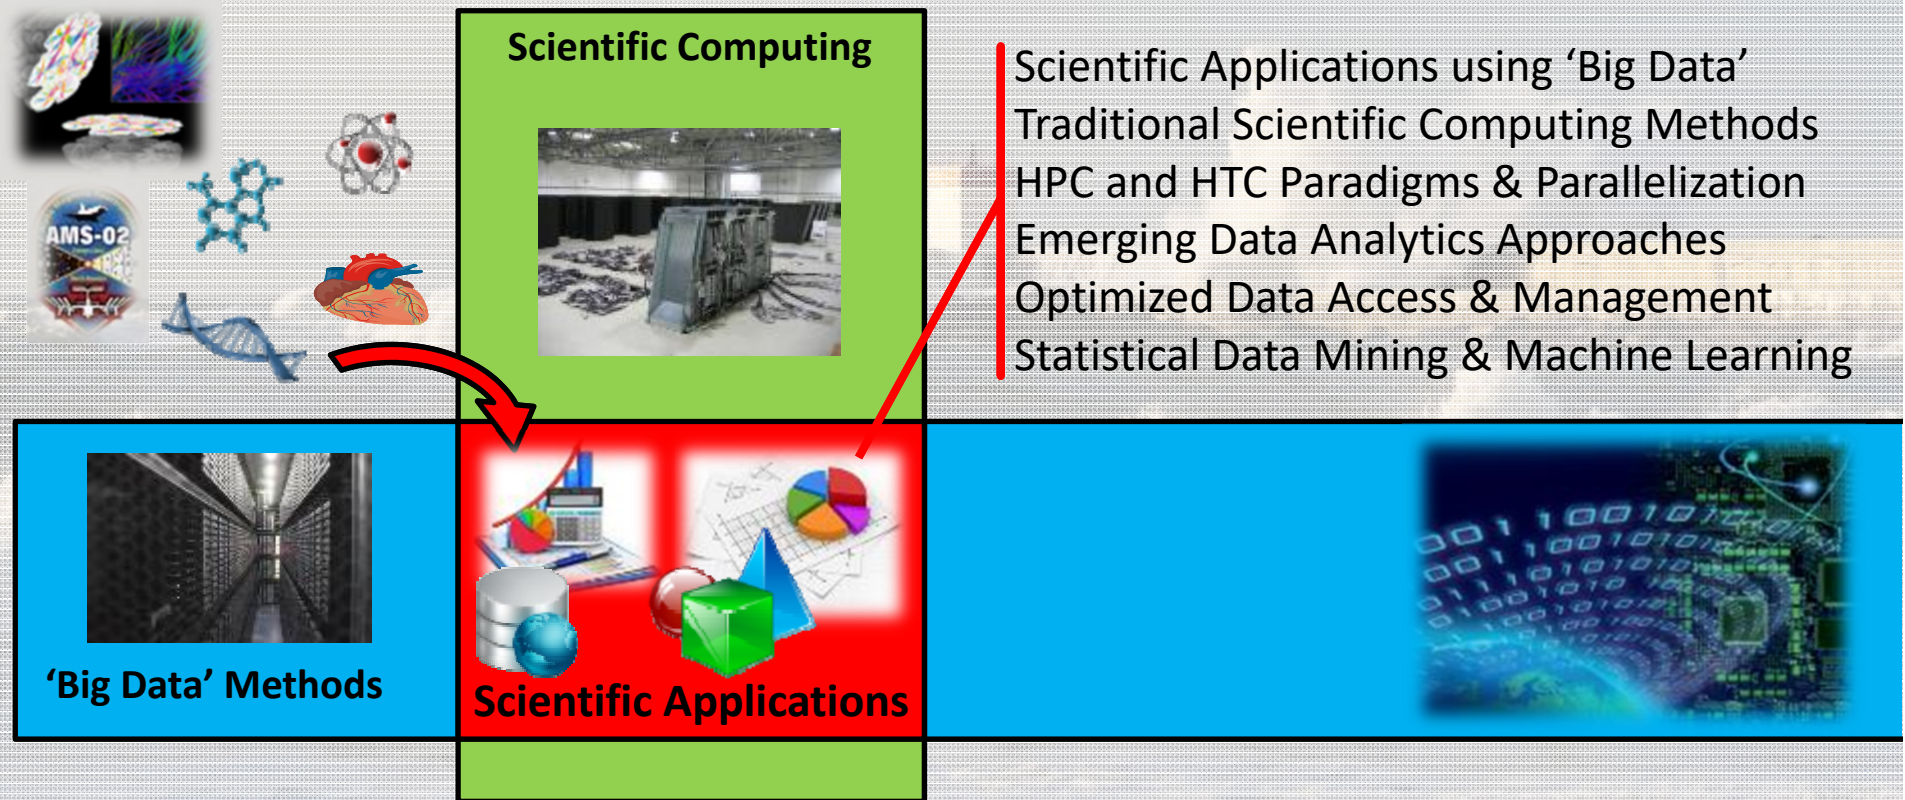 Scientific Computing
Scientific Applications using ‘Big Data’
Traditional Scientific Computing Methods
HPC and HTC Paradigms & Parallelization
Emerging Data Analytics Approaches
Optimized Data Access & Management
Statistical Data Mining & Machine Learning
AMS-02
‘Big Data’ Methods
Scientific Applications